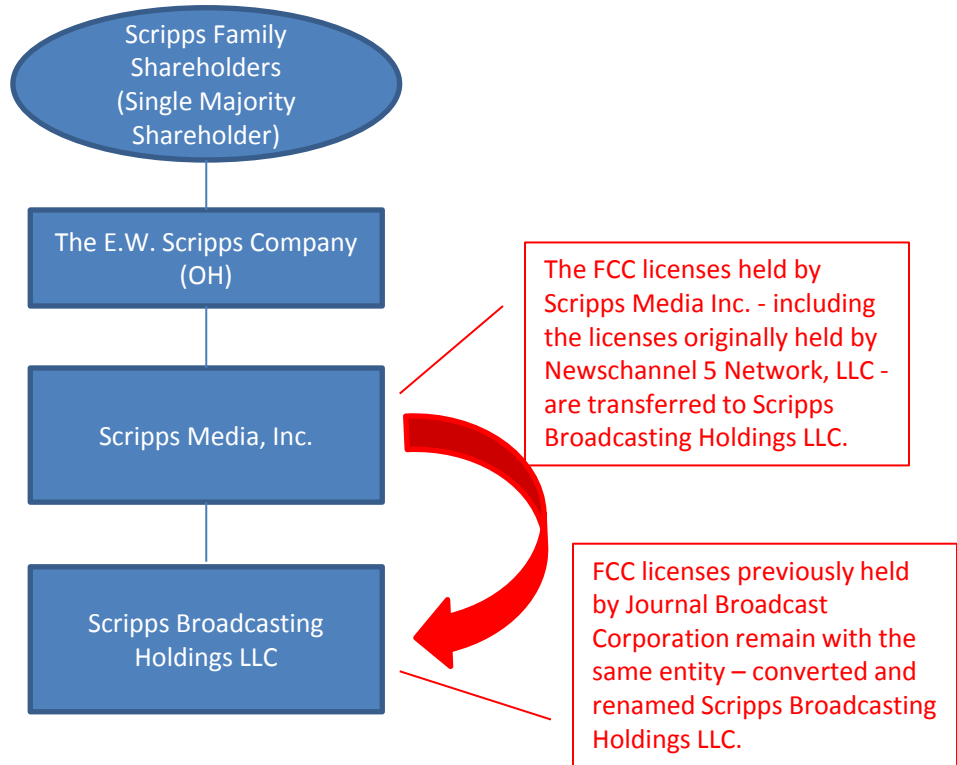 Scripps Family
Shareholders
(Single Majority
Shareholder)
The E.W. Scripps Company
(OH)
The FCC licenses held by
Scripps Media Inc. - including
the licenses originally held by
Newschannel 5 Network, LLC -
are transferred to Scripps
Broadcasting Holdings LLC.
Scripps Media, Inc.
Scripps Broadcasting
Holdings LLC
FCC licenses previously held
by Journal Broadcast
Corporation remain with the
same entity – converted and
renamed Scripps Broadcasting
Holdings LLC.